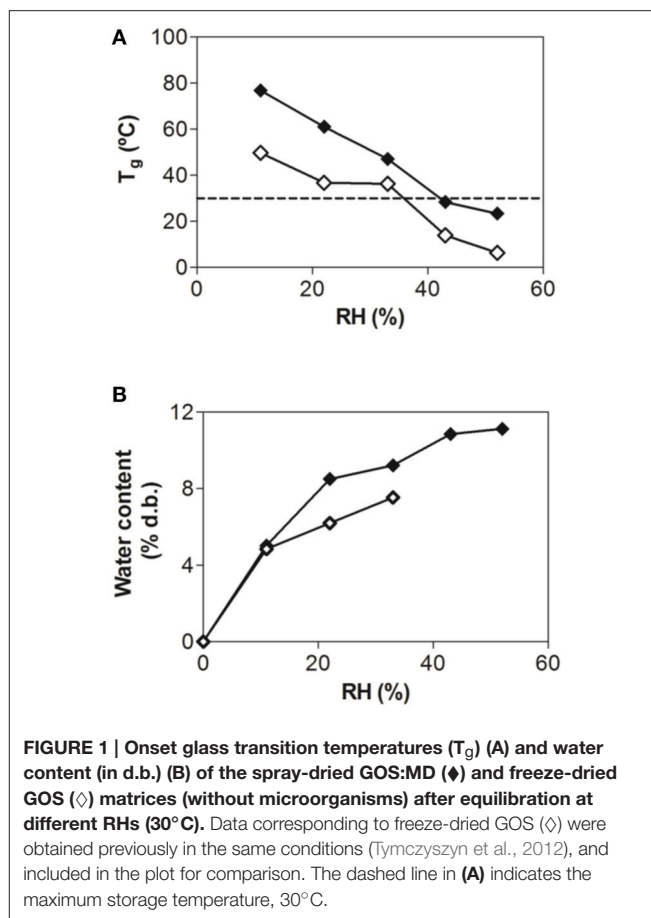 A
100
80
60
40
20
0
Tg (ºC)
0 20 40 60
RH (%)
B
12
8
4
0
Water content
(% d.b.)
0 20 40 60
RH (%)
FIGURE 1 | Onset glass transition temperatures (Tg) (A) and water
content (in d.b.) (B) of the spray-dried GOS:MD (♦) and freeze-dried
GOS (◊) matrices (without microorganisms) after equilibration at
different RHs (30°C). Data corresponding to freeze-dried GOS (◊) were
obtained previously in the same conditions (Tymczyszyn et al., 2012), and
included in the plot for comparison. The dashed line in (A) indicates the
maximum storage temperature, 30°C.